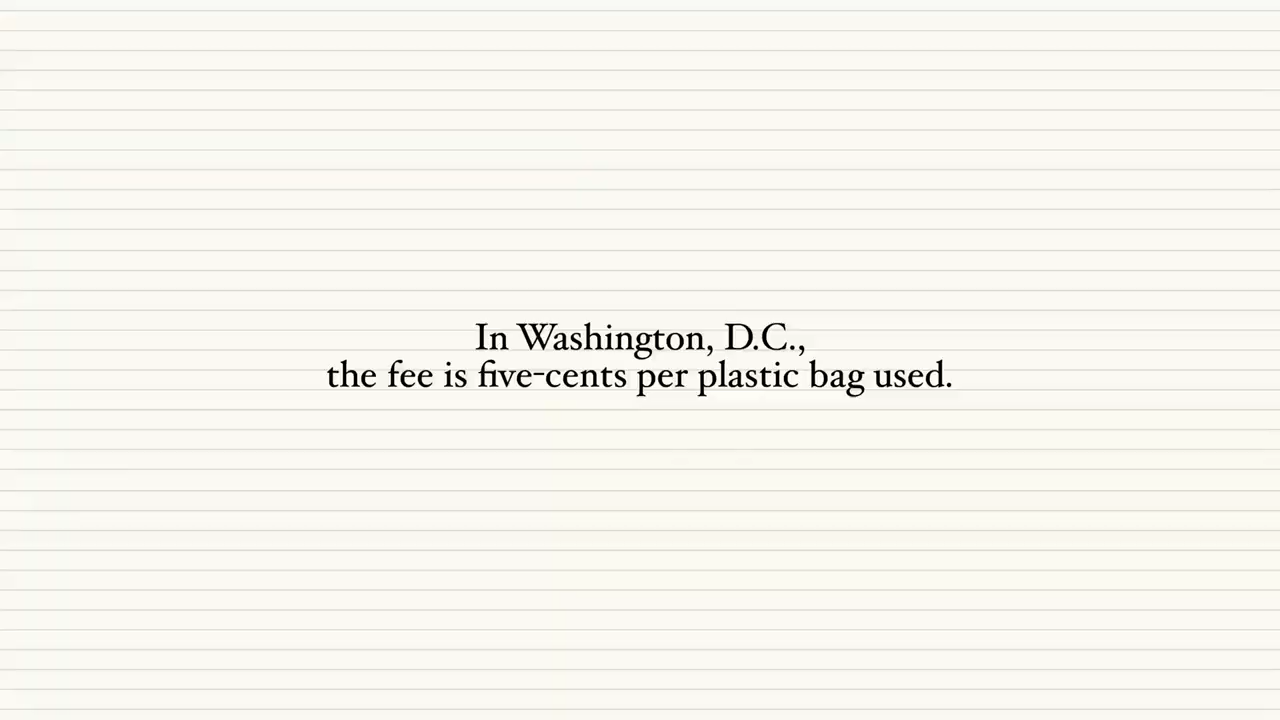 In Washington, D.C.,
the fee is five-cents per plastic bag used.